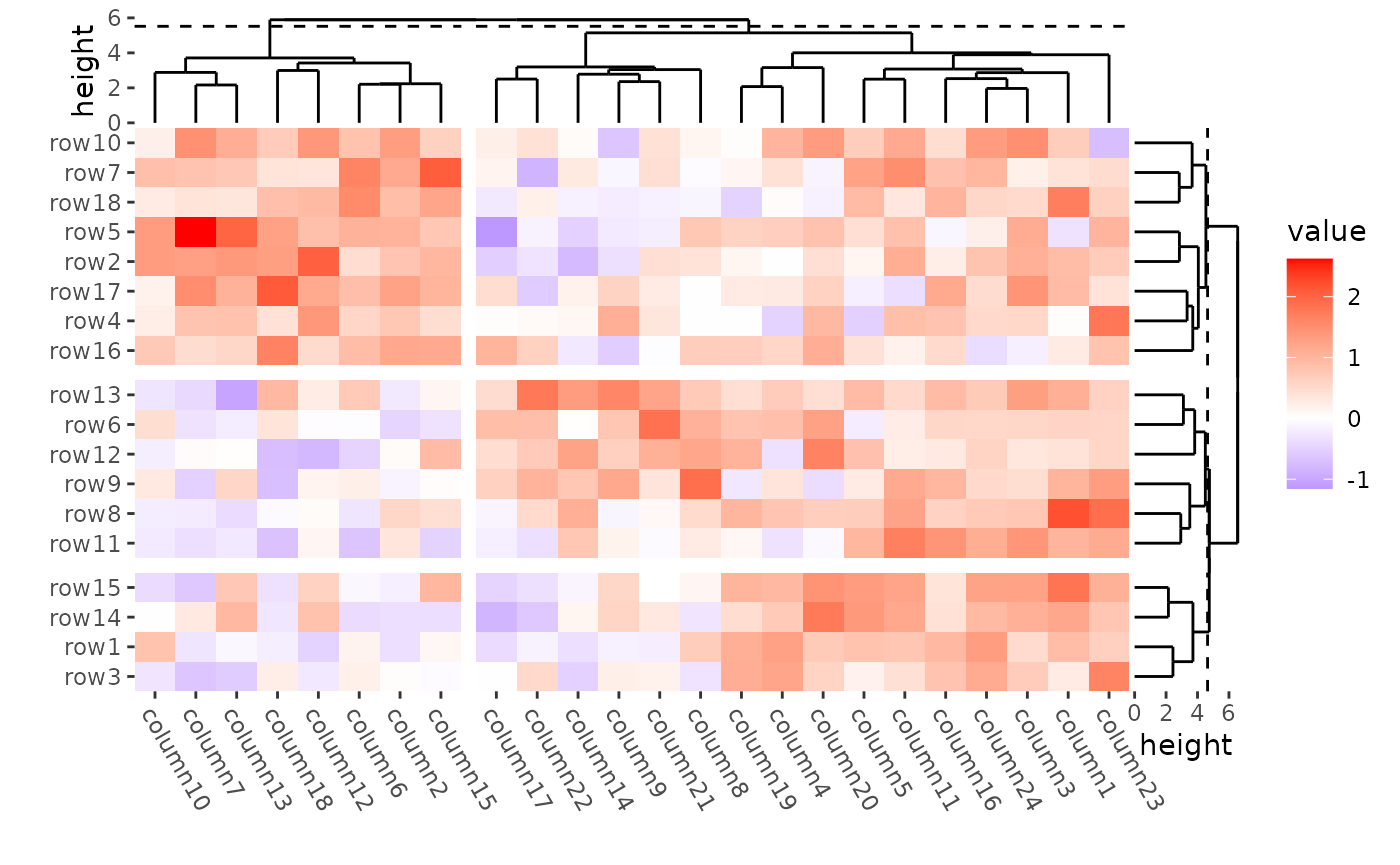 height
6
4
2
0
row10
row7
row18
row5
row2
row17
row4
row16
row13
row6
row12
row9
row8
row11
row15
row14
row1
row3
column10
column7
column13
column18
column12
column6
column2
column15
column17
column22
column14
column9
column21
column8
column19
column4
column20
column5
column11
column16
column24
column3
column1
column23
0 2 4 6
height
value
2
1
0
-1